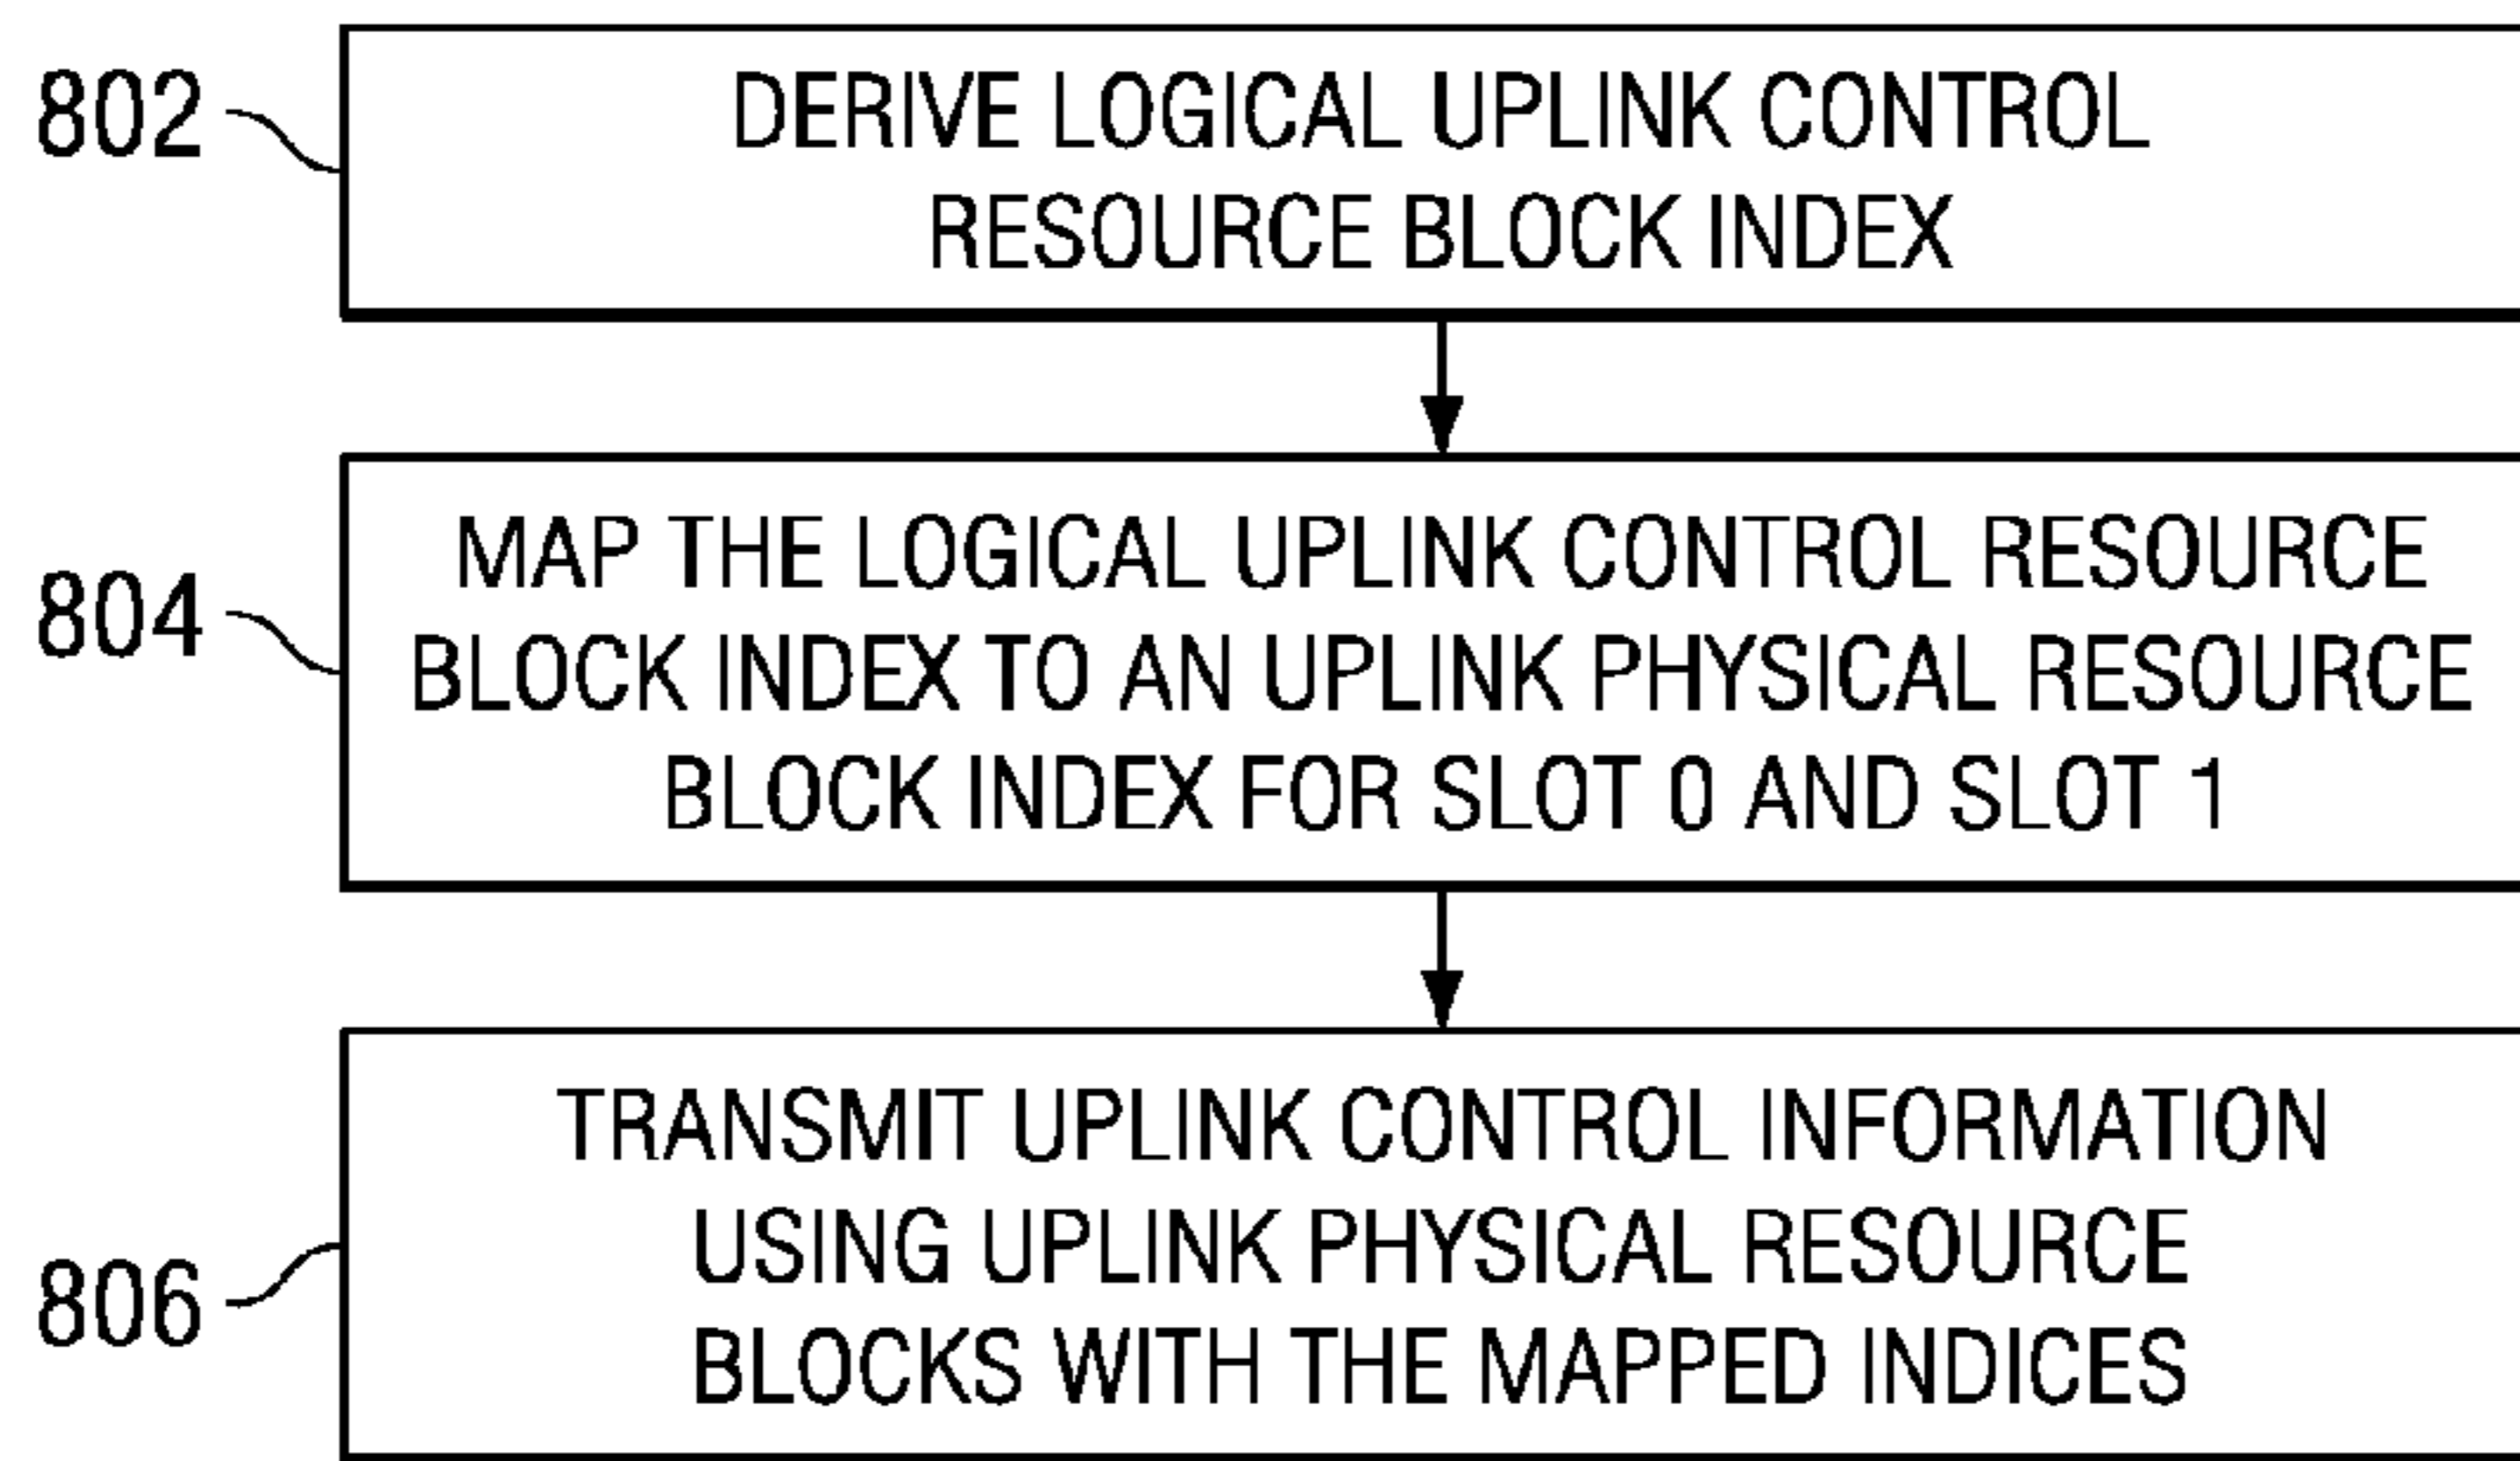 802
DERIVE LOGICAL UPLINK CONTROL
RESOURCE BLOCK INDEX
804
MAP THE LOGICAL UPLINK CONTROL RESOURCE
BLOCK INDEX TO AN UPLINK PHYSICAL RESOURCE
BLOCK INDEX FOR SLOT 0 AND SLOT 1
806
TRANSMIT UPLINK CONTROL INFORMATION
USING UPLINK PHYSICAL RESOURCE
BLOCKS WITH THE MAPPED INDICES